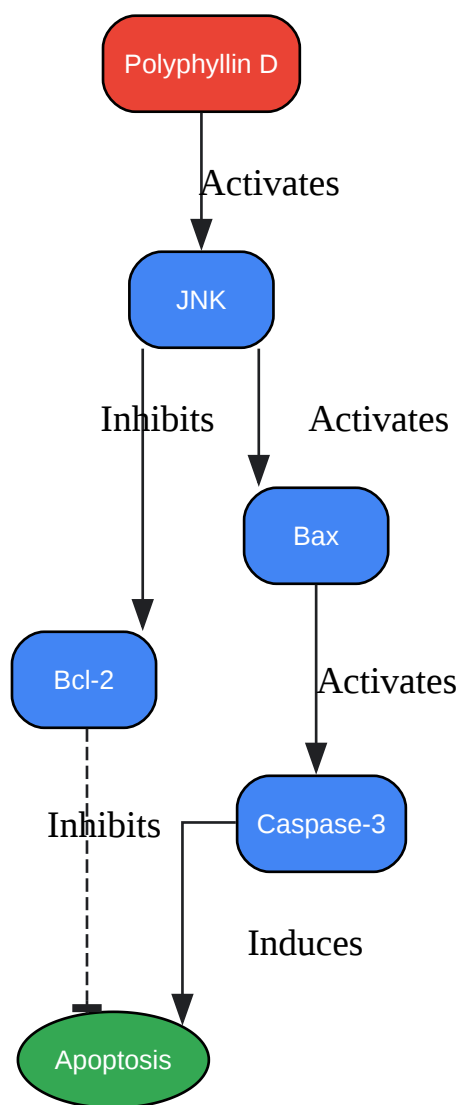 Polyphyllin D
Activates
JNK
Inhibits
Activates
Bax
Bcl-2
Activates
Inhibits
Caspase-3
Induces
Apoptosis